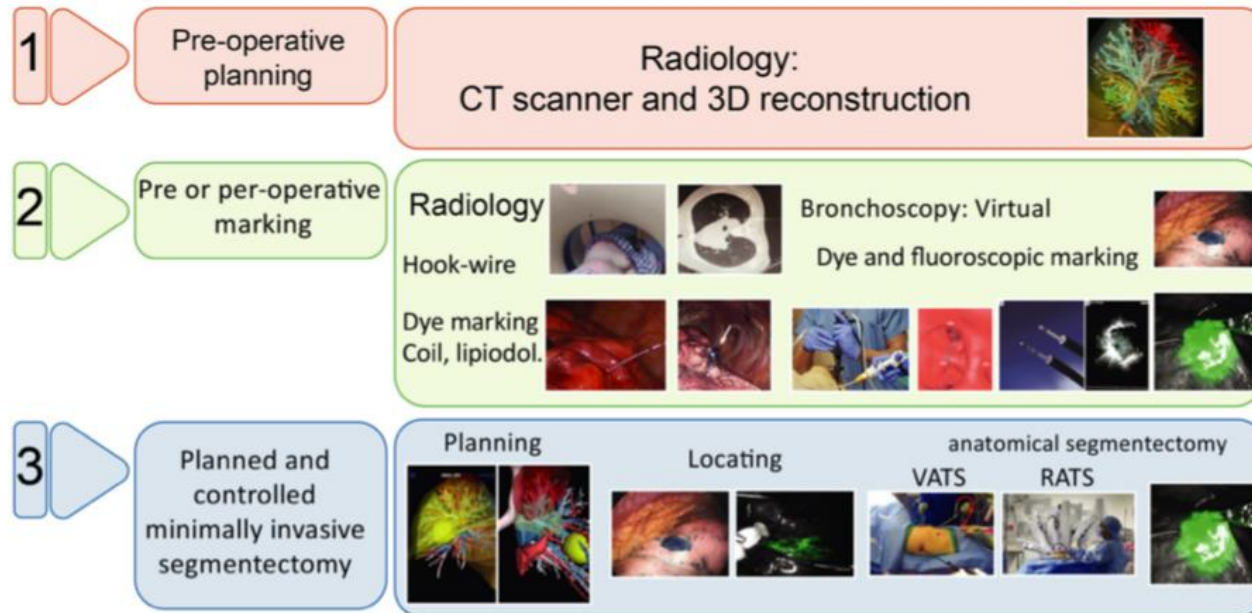 1
Pre-operative
planning
Radiology:
CT scanner and 3D reconstruction
2
Pre or per-operative
marking
Radiology
Hook-wire
Dye marking
Coil, lipiodol.
Bronchoscopy: Virtual
Dye and fluoroscopic marking
3
Planned and
controlled
minimally invasive
segmentectomy
Planning
Locating
anatomical segmentectomy
VATS
RATS